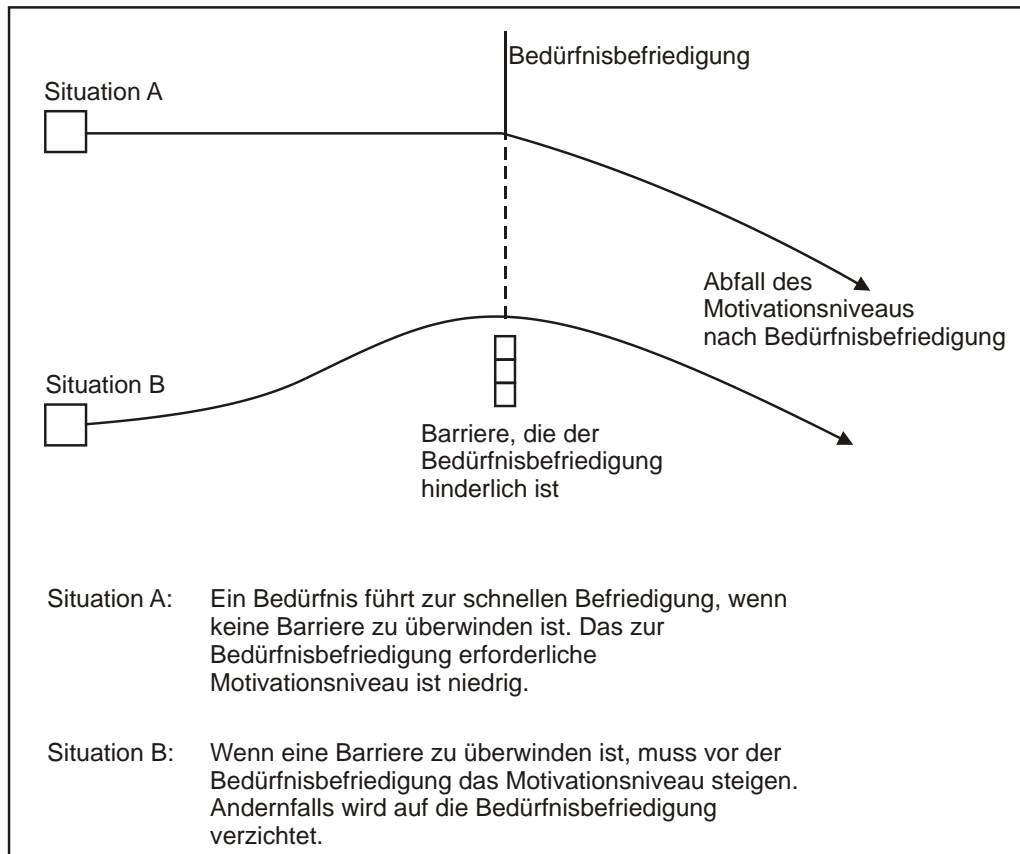 Bedürfnisbefriedigung
Situation A
Abfall des
Motivationsniveaus
nach Bedürfnisbefriedigung
Situation B
Barriere, die der
Bedürfnisbefriedigung
hinderlich ist
Situation A: Ein Bedürfnis führt zur schnellen Befriedigung, wenn
keine Barriere zu überwinden ist. Das zur
Bedürfnisbefriedigung erforderliche
Motivationsniveau ist niedrig.
Situation B: Wenn eine Barriere zu überwinden ist, muss vor der
Bedürfnisbefriedigung das Motivationsniveau steigen.
Andernfalls wird auf die Bedürfnisbefriedigung
verzichtet.